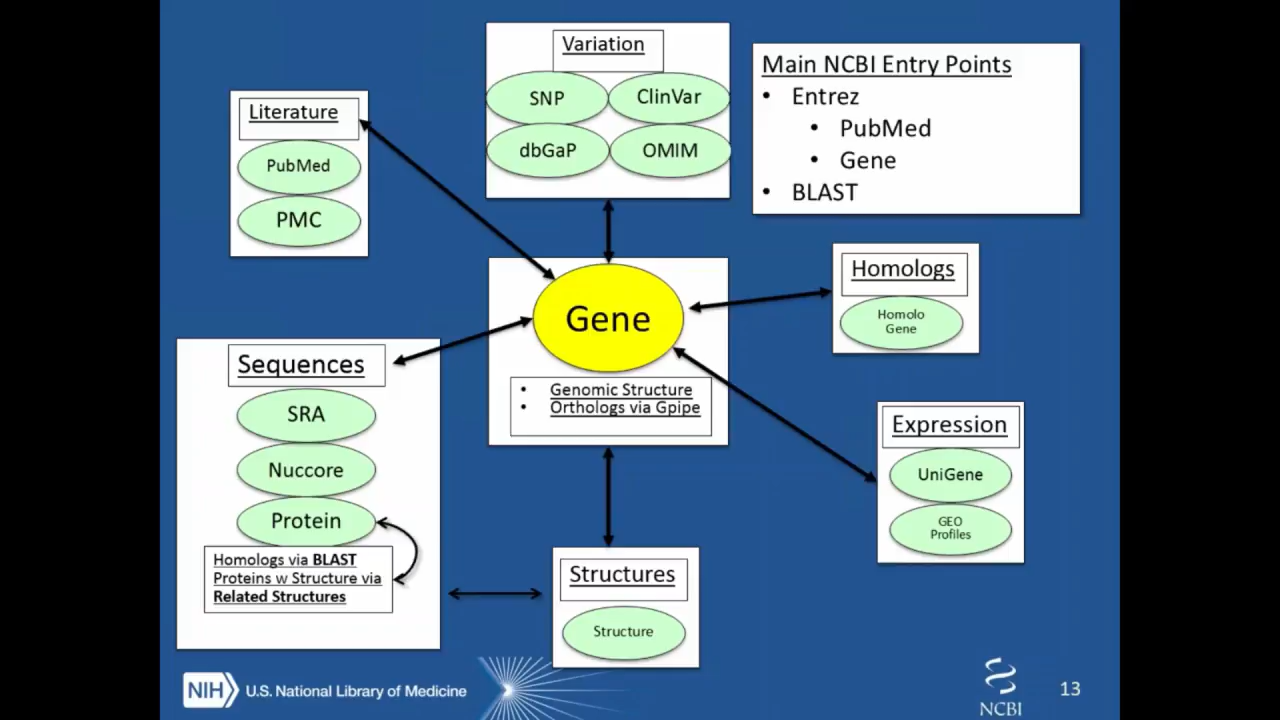 Variation
SNP
ClinVar
dbGaP
OMIM
Main NCBI Entry Points
• Entrez
• PubMed
• Gene
• BLAST
Literature
PubMed
PMC
Gene
• Genomic Structure
• Orthologs via Gpipe
Homologs
Homolo
Gene
Sequences
SRA
Nuccore
Protein
Homologs via BLAST
Proteins w Structure via
Related Structures
Expression
UniGene
GEO
Profiles
Structures
Structure
NIH U.S. National Library of Medicine
NCBI
13